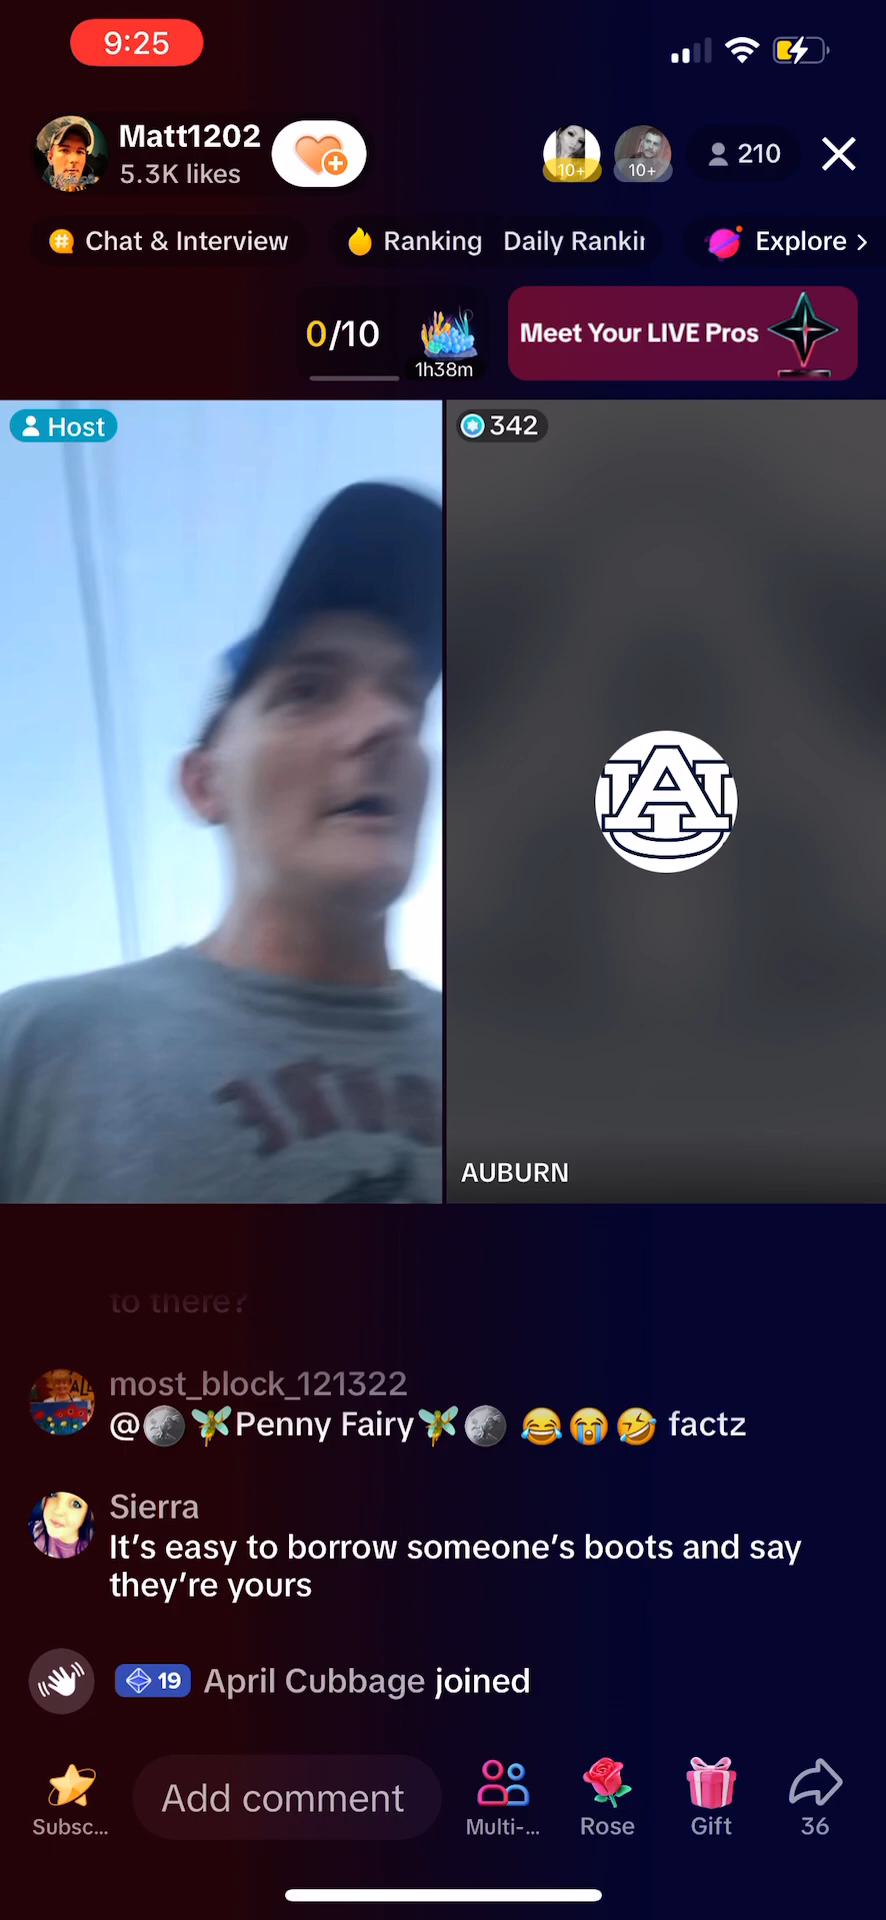 9:25
Matt1202
5.3K likes
10+
10+
210
Chat & Interview
Ranking
Daily Rankir
Explore >
0/10
1h38m
Meet Your LIVE Pros
Host
342
AU
AUBURN
to there?
most_block_121322
@🌑🧚Penny Fairy🧚🌑 😂😭🤣 factz
Sierra
It’s easy to borrow someone’s boots and say
they’re yours
19 April Cubbage joined
Subsc...
Add comment
Multi-...
Rose
Gift
36